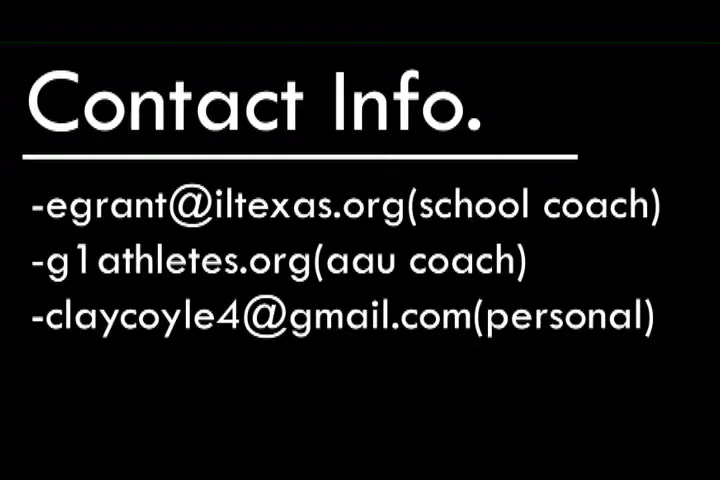 Contact Info.
-egrant@iltexas.org(school coach)
-g1athletes.org(aau coach)
-claycoyle4@gmail.com(personal)